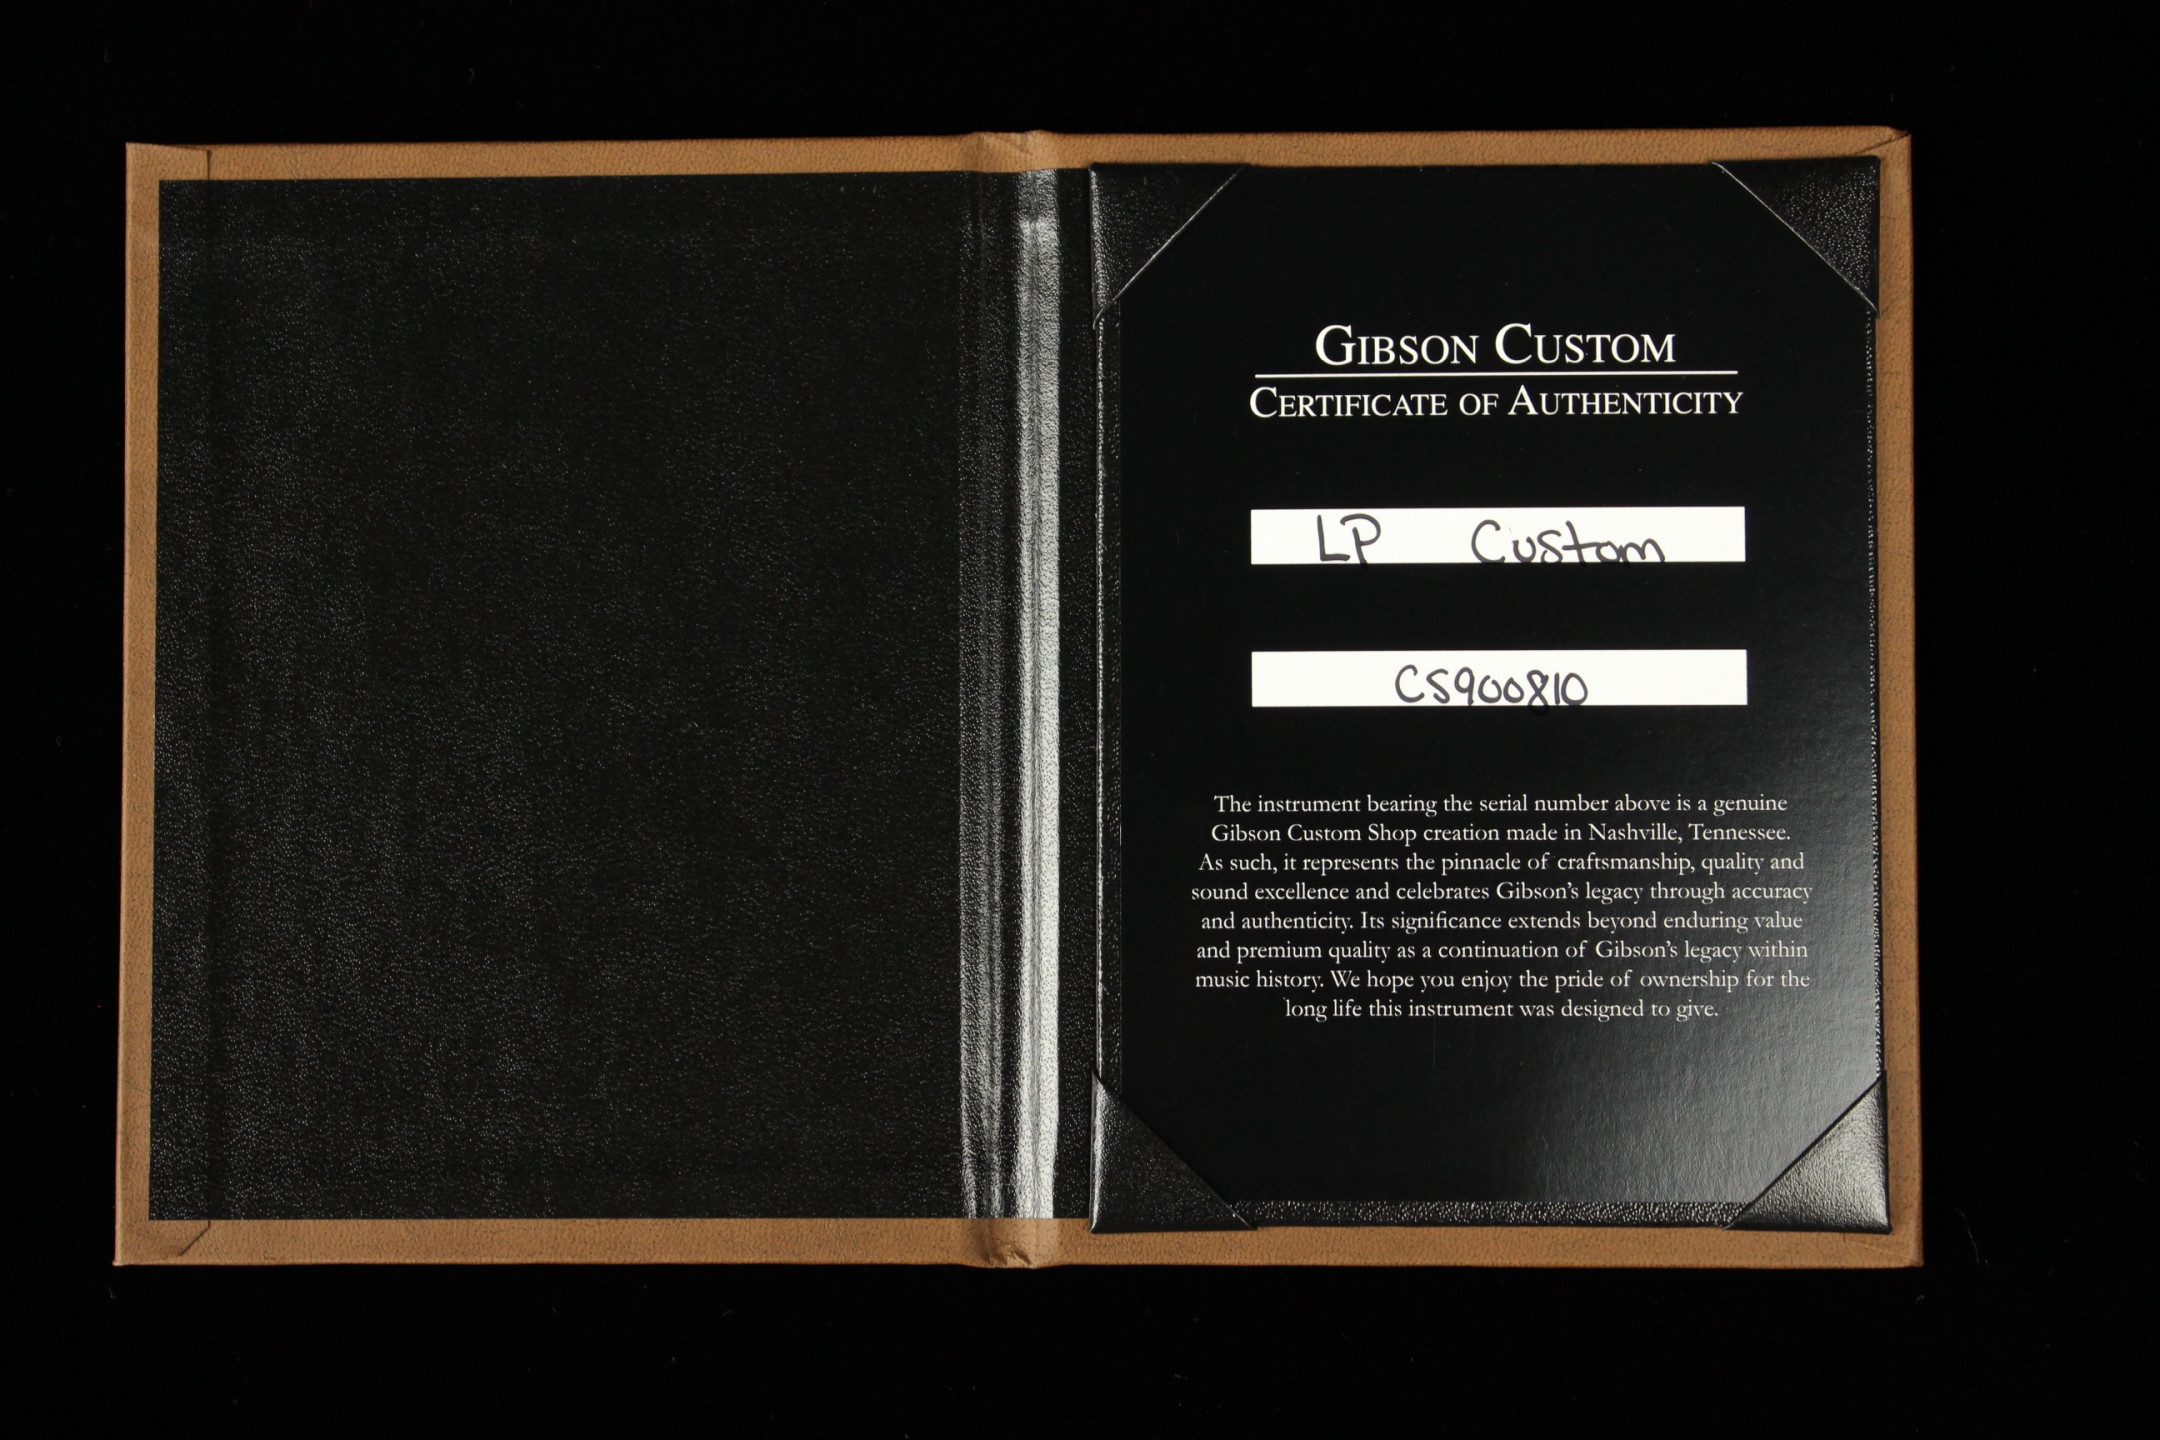 GIBSON CUSTOM
CERTIFICATE OF AUTHENTICITY
LP Custom
CS900810
The instrument bearing the serial number above is a genuine
Gibson Custom Shop creation made in Nashville, Tennessee.
As such, it represents the pinnacle of craftsmanship, quality and
sound excellence and celebrates Gibson’s legacy through accuracy
and authenticity. Its significance extends beyond enduring value
and premium quality as a continuation of Gibson’s legacy within
music history. We hope you enjoy the pride of ownership for the
long life this instrument was designed to give.